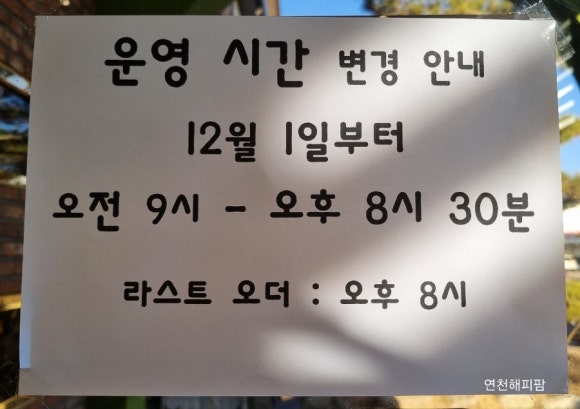 운영 시간 변경 안내
12월 1일부터
오전 9시 - 오후 8시 30분
라스트 오더 : 오후 8시
연천해피팜